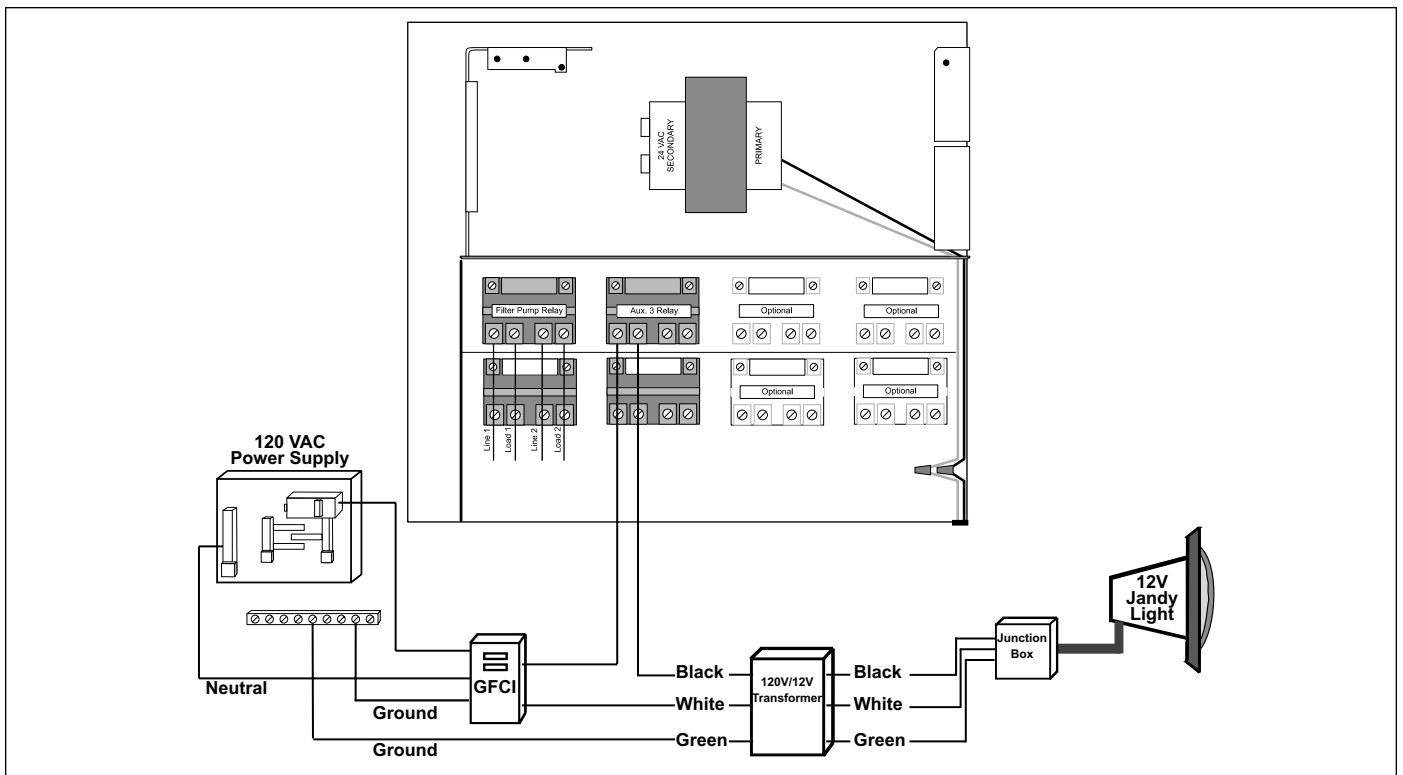 24 VAC
SECONDARY
PRIMARY
Filter Pump Relay
Aux. 3 Relay
Optional
Optional
Optional
Optional
Line 1
Load 1
Line 2
Load 2
120 VAC
Power Supply
12V
Jandy
Light
Junction
Box
GFCI
Neutral
Ground
Ground
Black
White
Green
120V/12V
Transformer
Black
White
Green